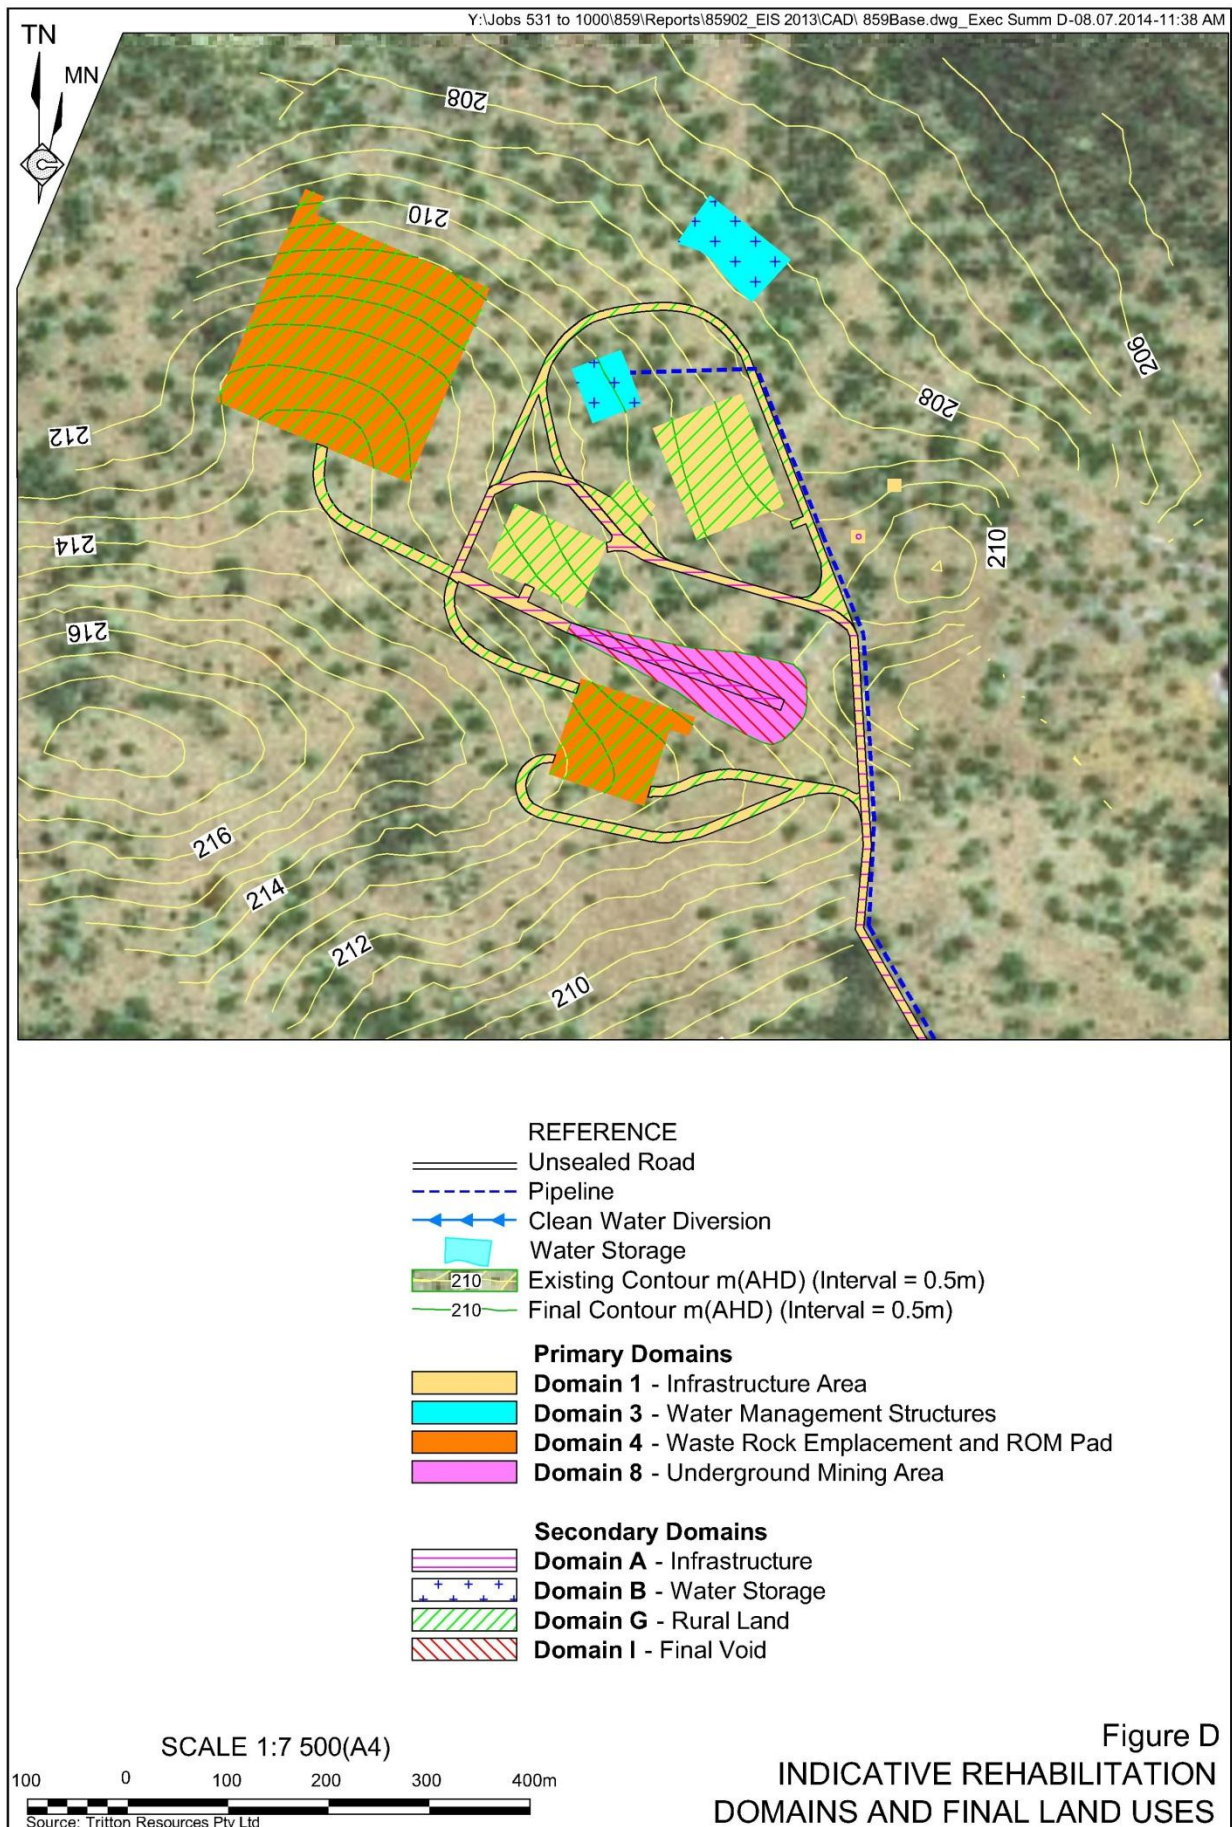 Y:\Jobs 531 to 1000\859\Reports\85902_EIS 2013\CAD\ 859Base.dwg_Exec Summ D-08.07.2014-11:38 AM
TN
MN
208
210
206
208
212
214
210
216
216
214
212
210
REFERENCE
Unsealed Road
Pipeline
Clean Water Diversion
Water Storage
210 Existing Contour m(AHD) (Interval = 0.5m)
210 Final Contour m(AHD) (Interval = 0.5m)
Primary Domains
Domain 1 - Infrastructure Area
Domain 3 - Water Management Structures
Domain 4 - Waste Rock Emplacement and ROM Pad
Domain 8 - Underground Mining Area
Secondary Domains
Domain A - Infrastructure
Domain B - Water Storage
Domain G - Rural Land
Domain I - Final Void
SCALE 1:7 500(A4)
100 0 100 200 300 400m
Source: Tritton Resources Pty Ltd
Figure D
INDICATIVE REHABILITATION
DOMAINS AND FINAL LAND USES